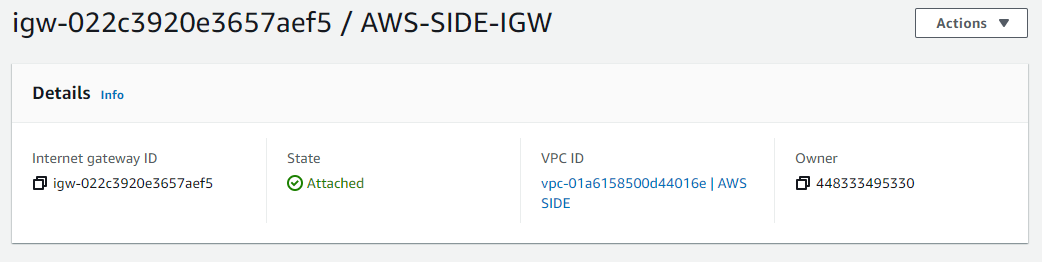 igw-022c3920e3657aef5 / AWS-SIDE-IGW
Actions
Details Info
Internet gateway ID
igw-022c3920e3657aef5
State
Attached
VPC ID
vpc-01a6158500d44016e | AWS
SIDE
Owner
448333495330